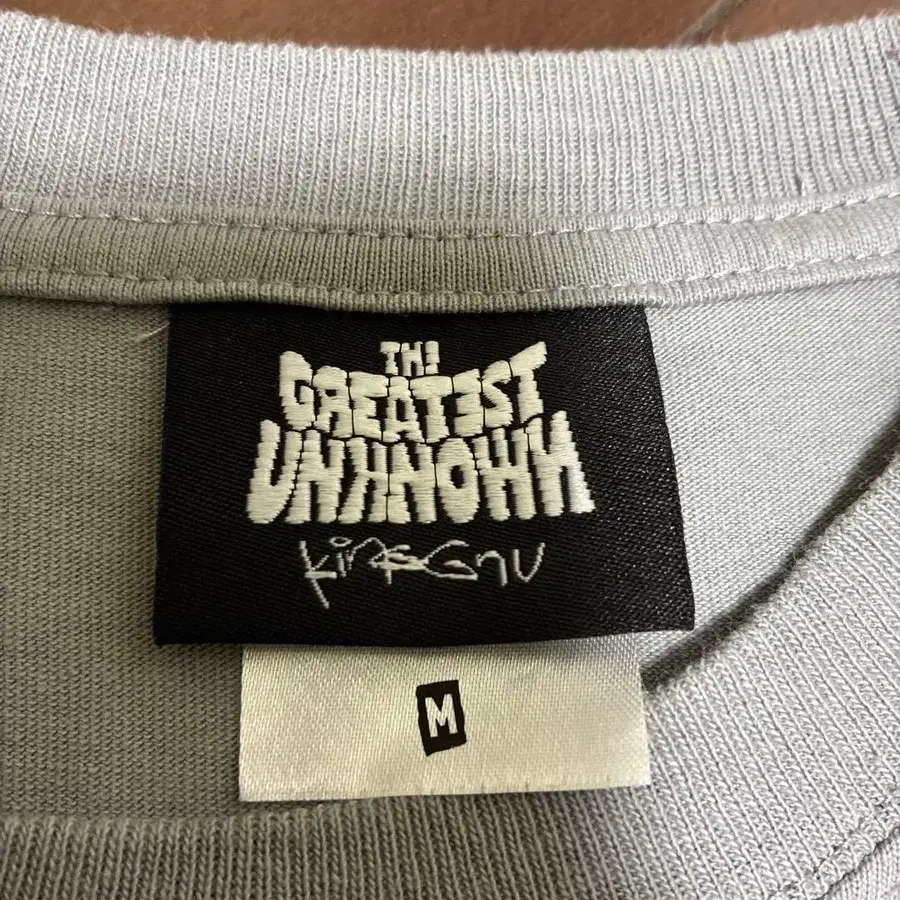 THE
GREATEST
UNKNOWN
King Gnu
M